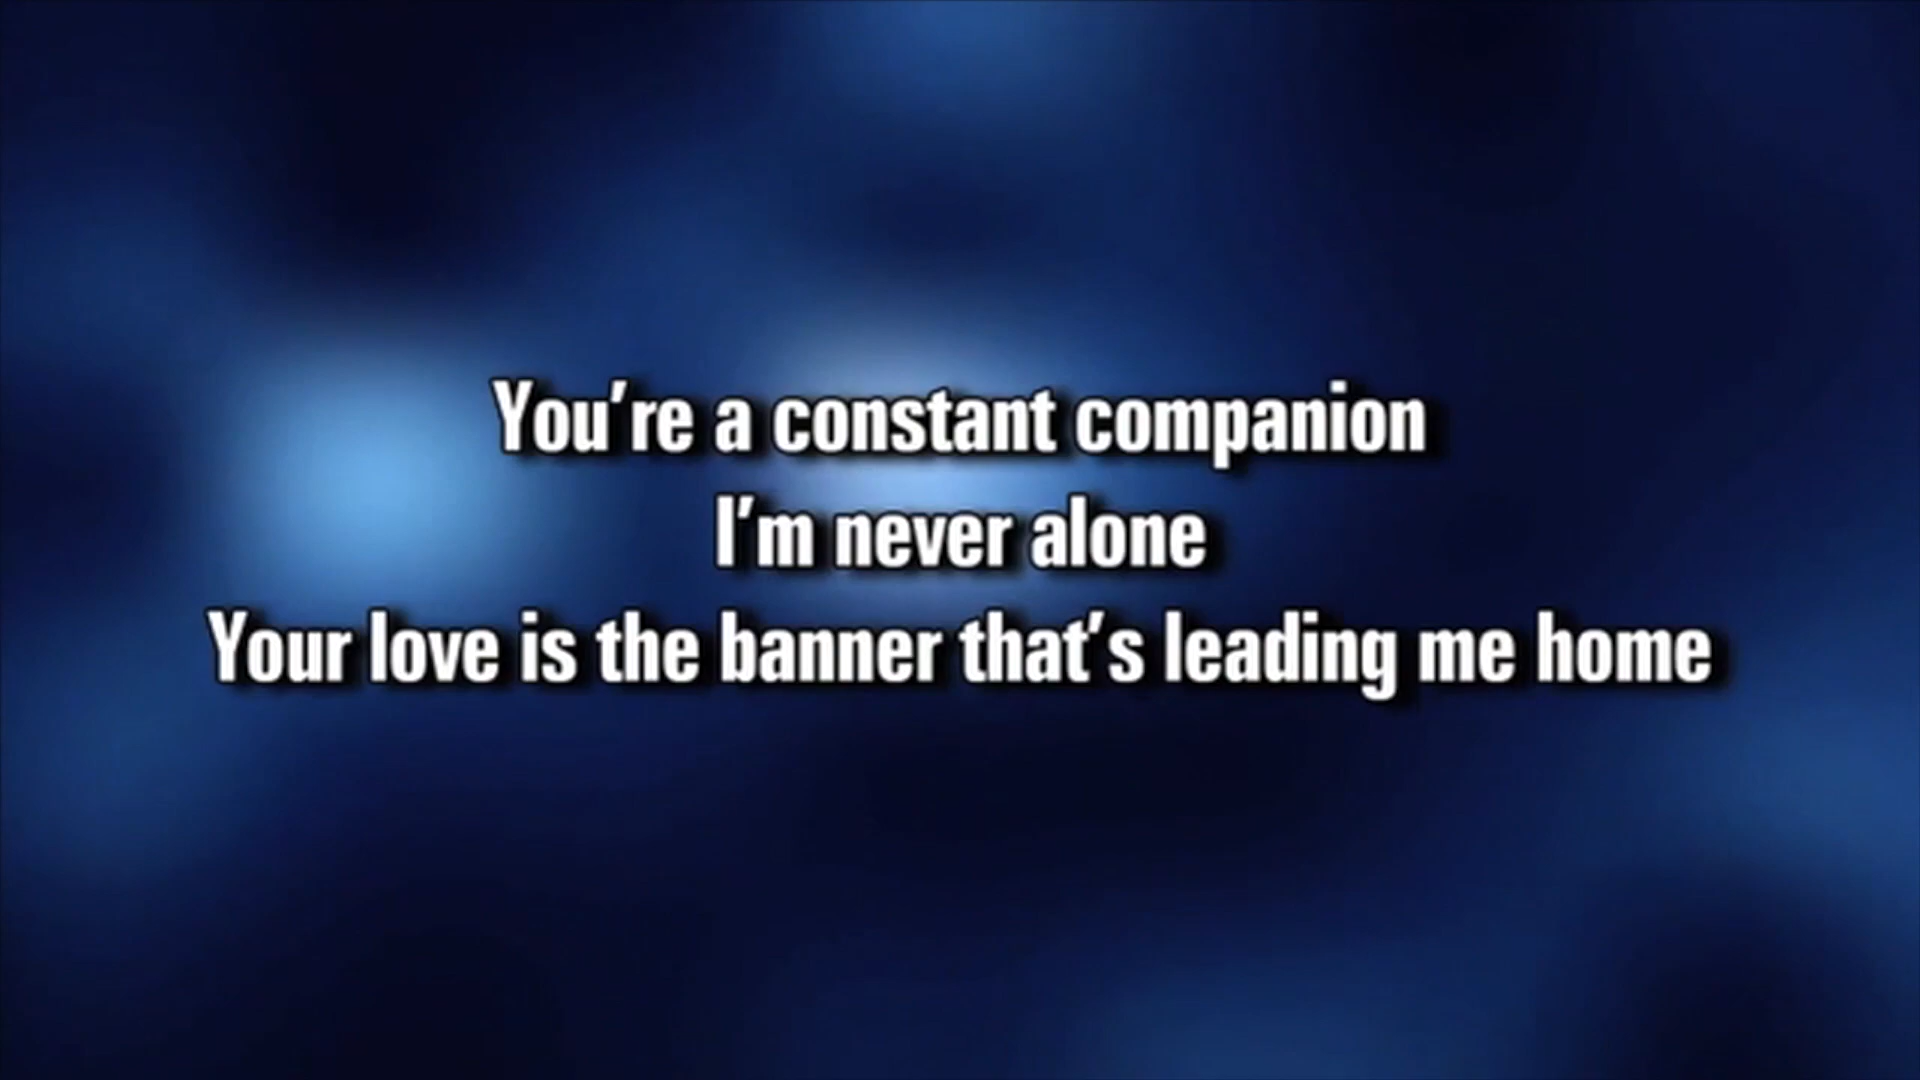 You're a constant companion
I'm never alone
Your love is the banner that's leading me home